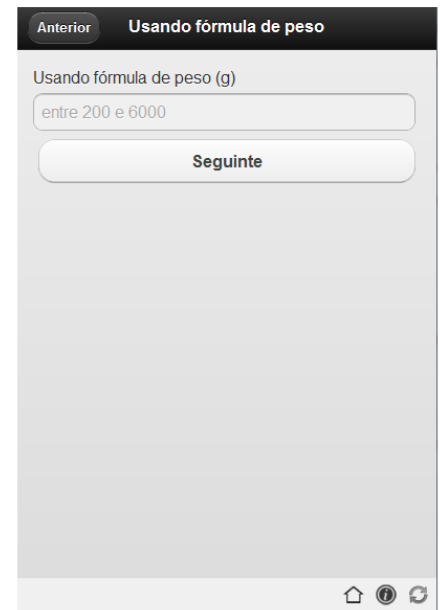 Anterior Usando fórmula de peso
Usando fórmula de peso (g)
entre 200 e 6000
Seguinte